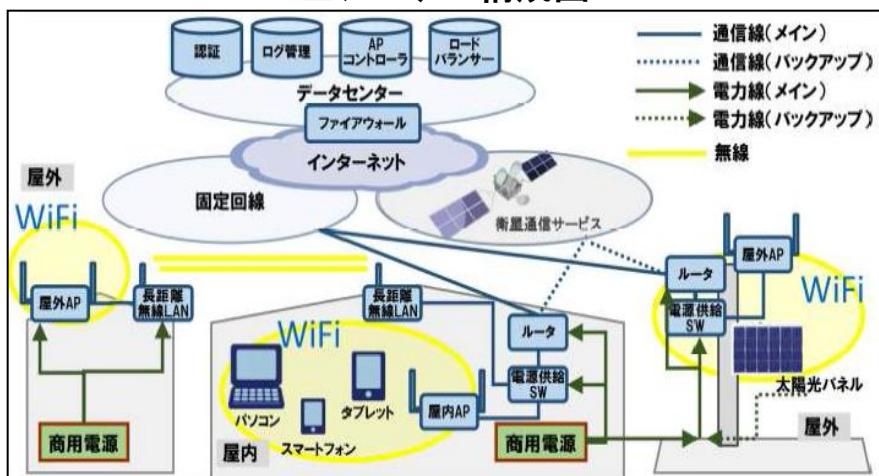 認証
ログ管理
AP
コントローラ
ロード
バランサー
データセンター
ファイアウォール
インターネット
固定回線
衛星通信サービス
通信線(メイン)
通信線(バックアップ)
電力線(メイン)
電力線(バックアップ)
無線
屋外
WiFi
屋外AP
長距離
無線LAN
商用電源
長距離
無線LAN
WiFi
パソコン
タブレット
スマートフォン
屋内AP
屋内
ルータ
電源供給
SW
商用電源
ルータ
屋外AP
電源供給
SW
WiFi
太陽光パネル
屋外